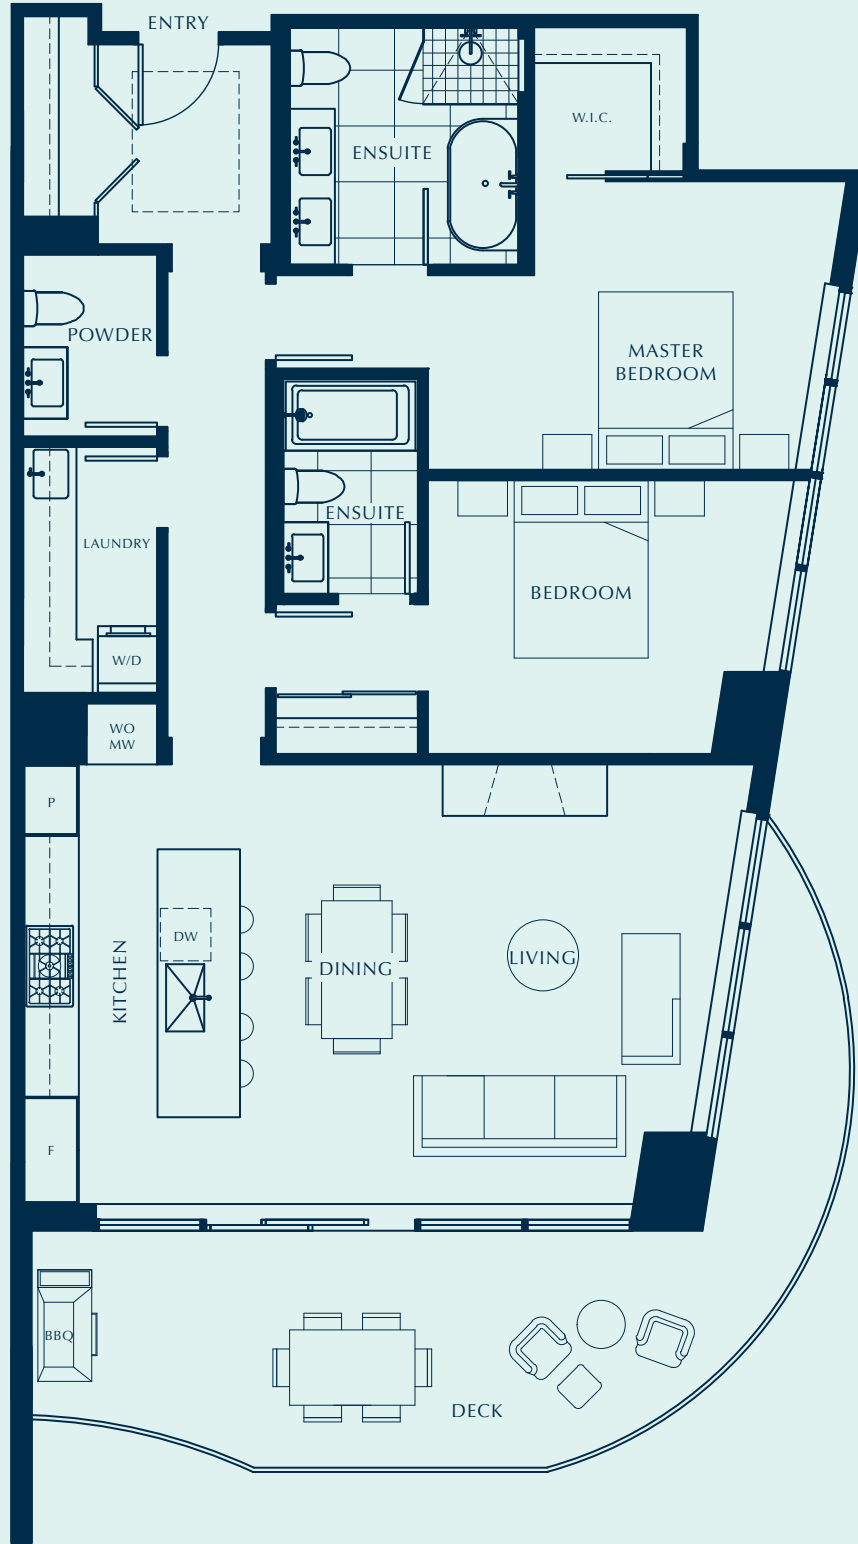 ENTRY
ENSUITE
W.I.C.
POWDER
MASTER
BEDROOM
ENSUITE
LAUNDRY
BEDROOM
W/D
WO
MW
P
DW
KITCHEN
DINING
LIVING
F
BBQ
DECK